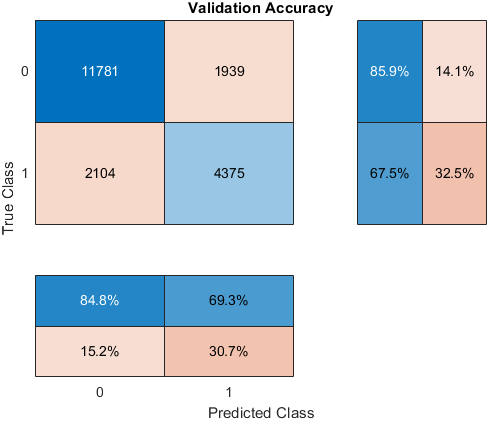 Validation Accuracy
0 11781 1939 85.9% 14.1%
1 2104 4375 67.5% 32.5%
True Class
84.8% 69.3%
15.2% 30.7%
0 1
Predicted Class